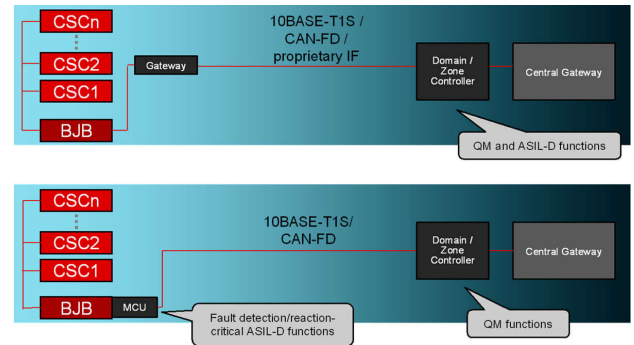 CSCn
CSC2
CSC1
BJB
Gateway
10BASE-T1S /
CAN-FD /
proprietary IF
Domain /
Zone
Controller
Central Gateway
QM and ASIL-D functions
CSCn
CSC2
CSC1
BJB
MCU
10BASE-T1S/
CAN-FD
Domain /
Zone
Controller
Central Gateway
Fault detection/reaction-
critical ASIL-D functions
QM functions